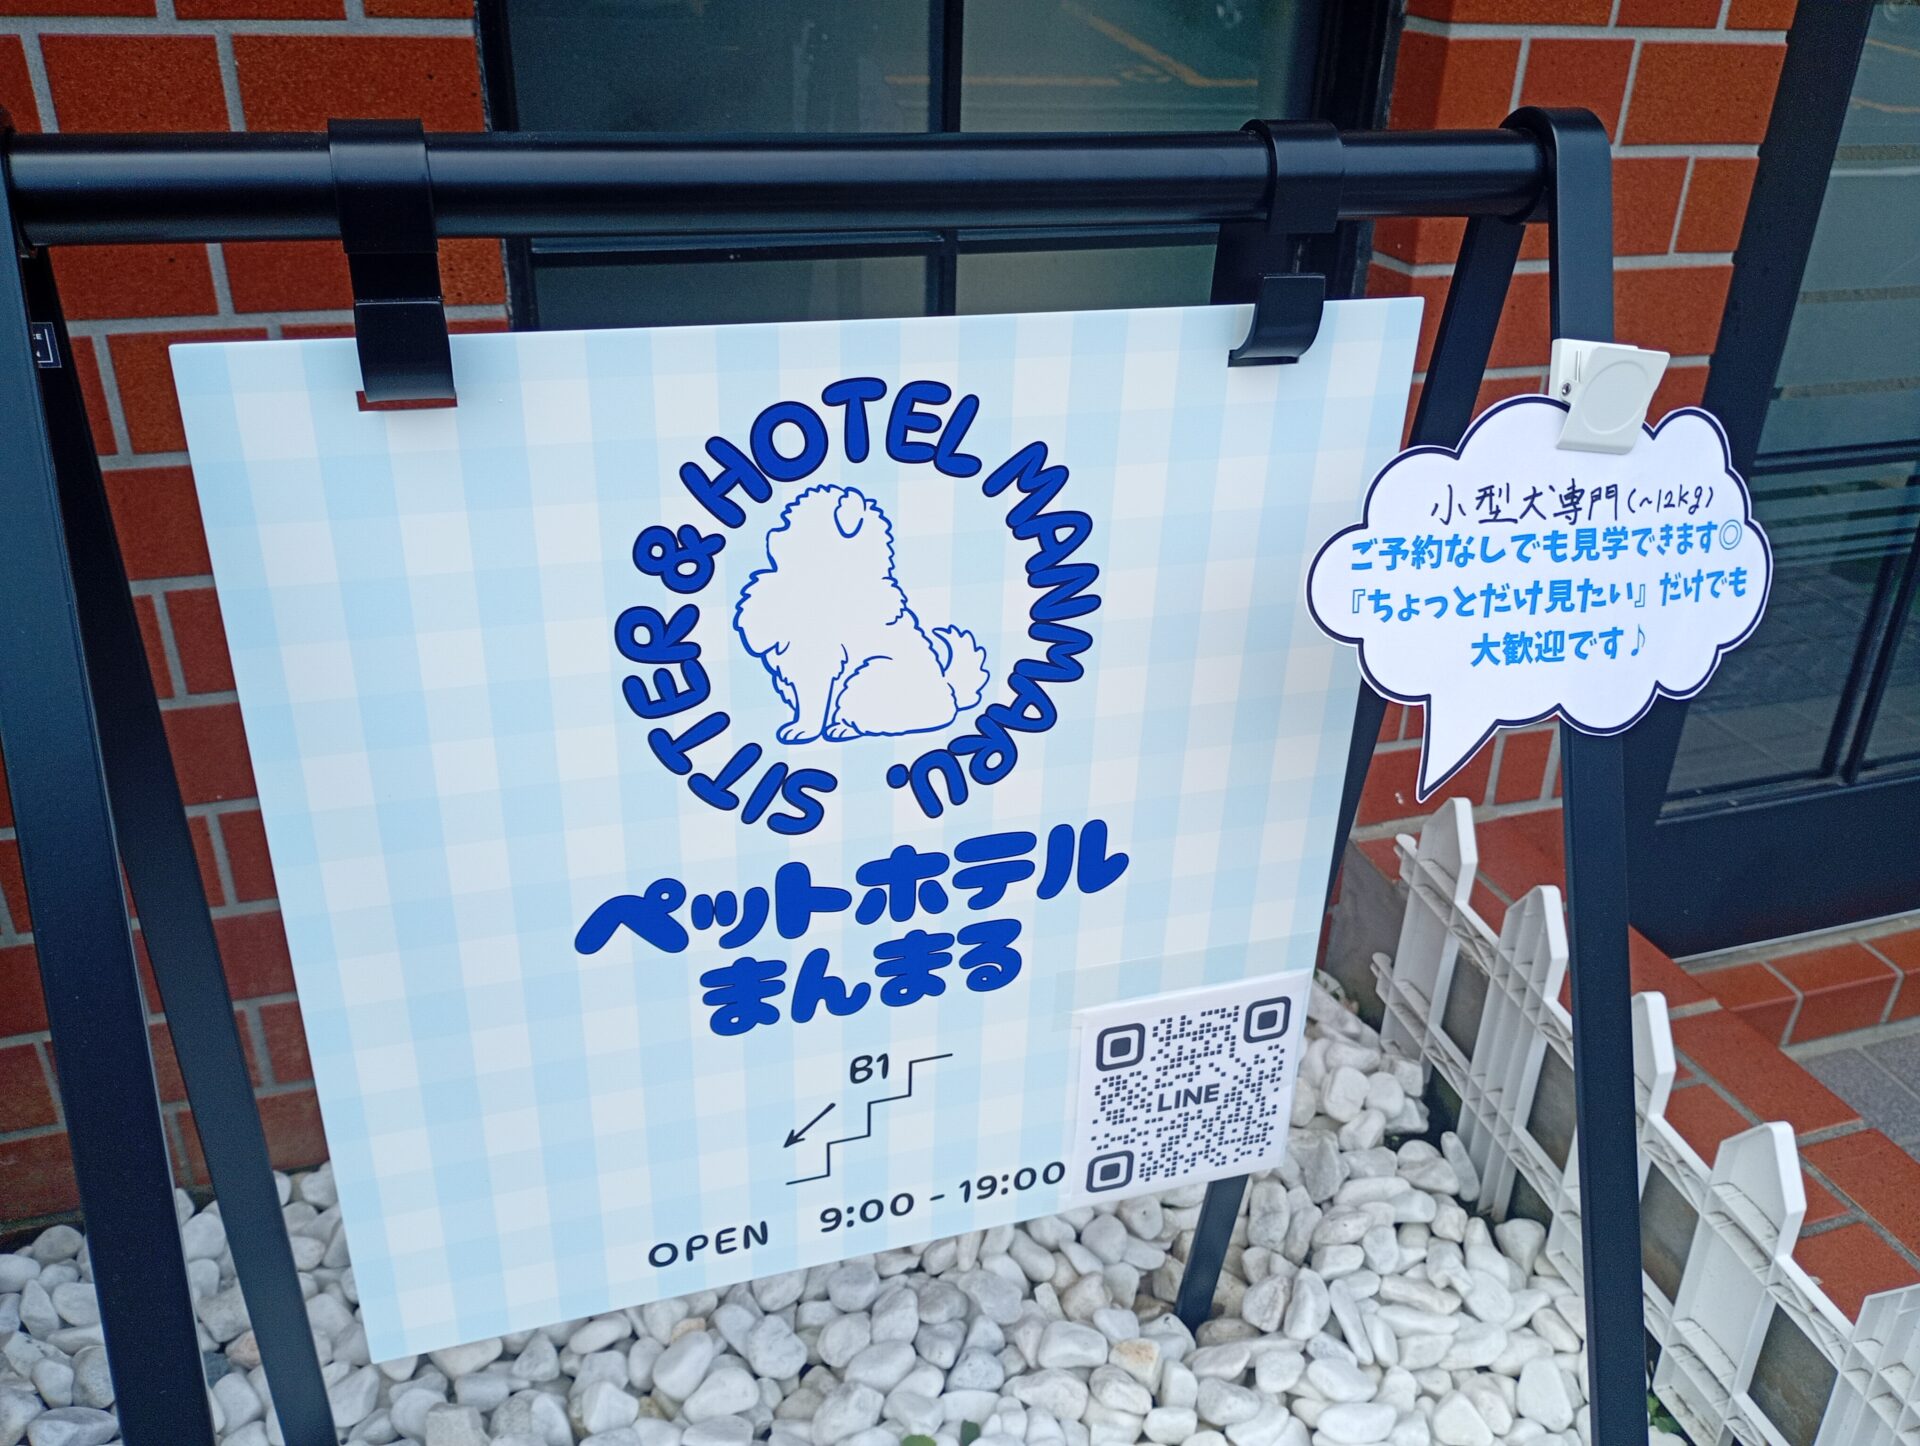 SITTER & HOTEL MANMARU.
ペットホテル
まんまる
B1
LINE
OPEN 9:00 - 19:00
小型犬専門(~12kg)
ご予約なしでも見学できます◎
『ちょっとだけ見たい』だけでも
大歓迎です♪